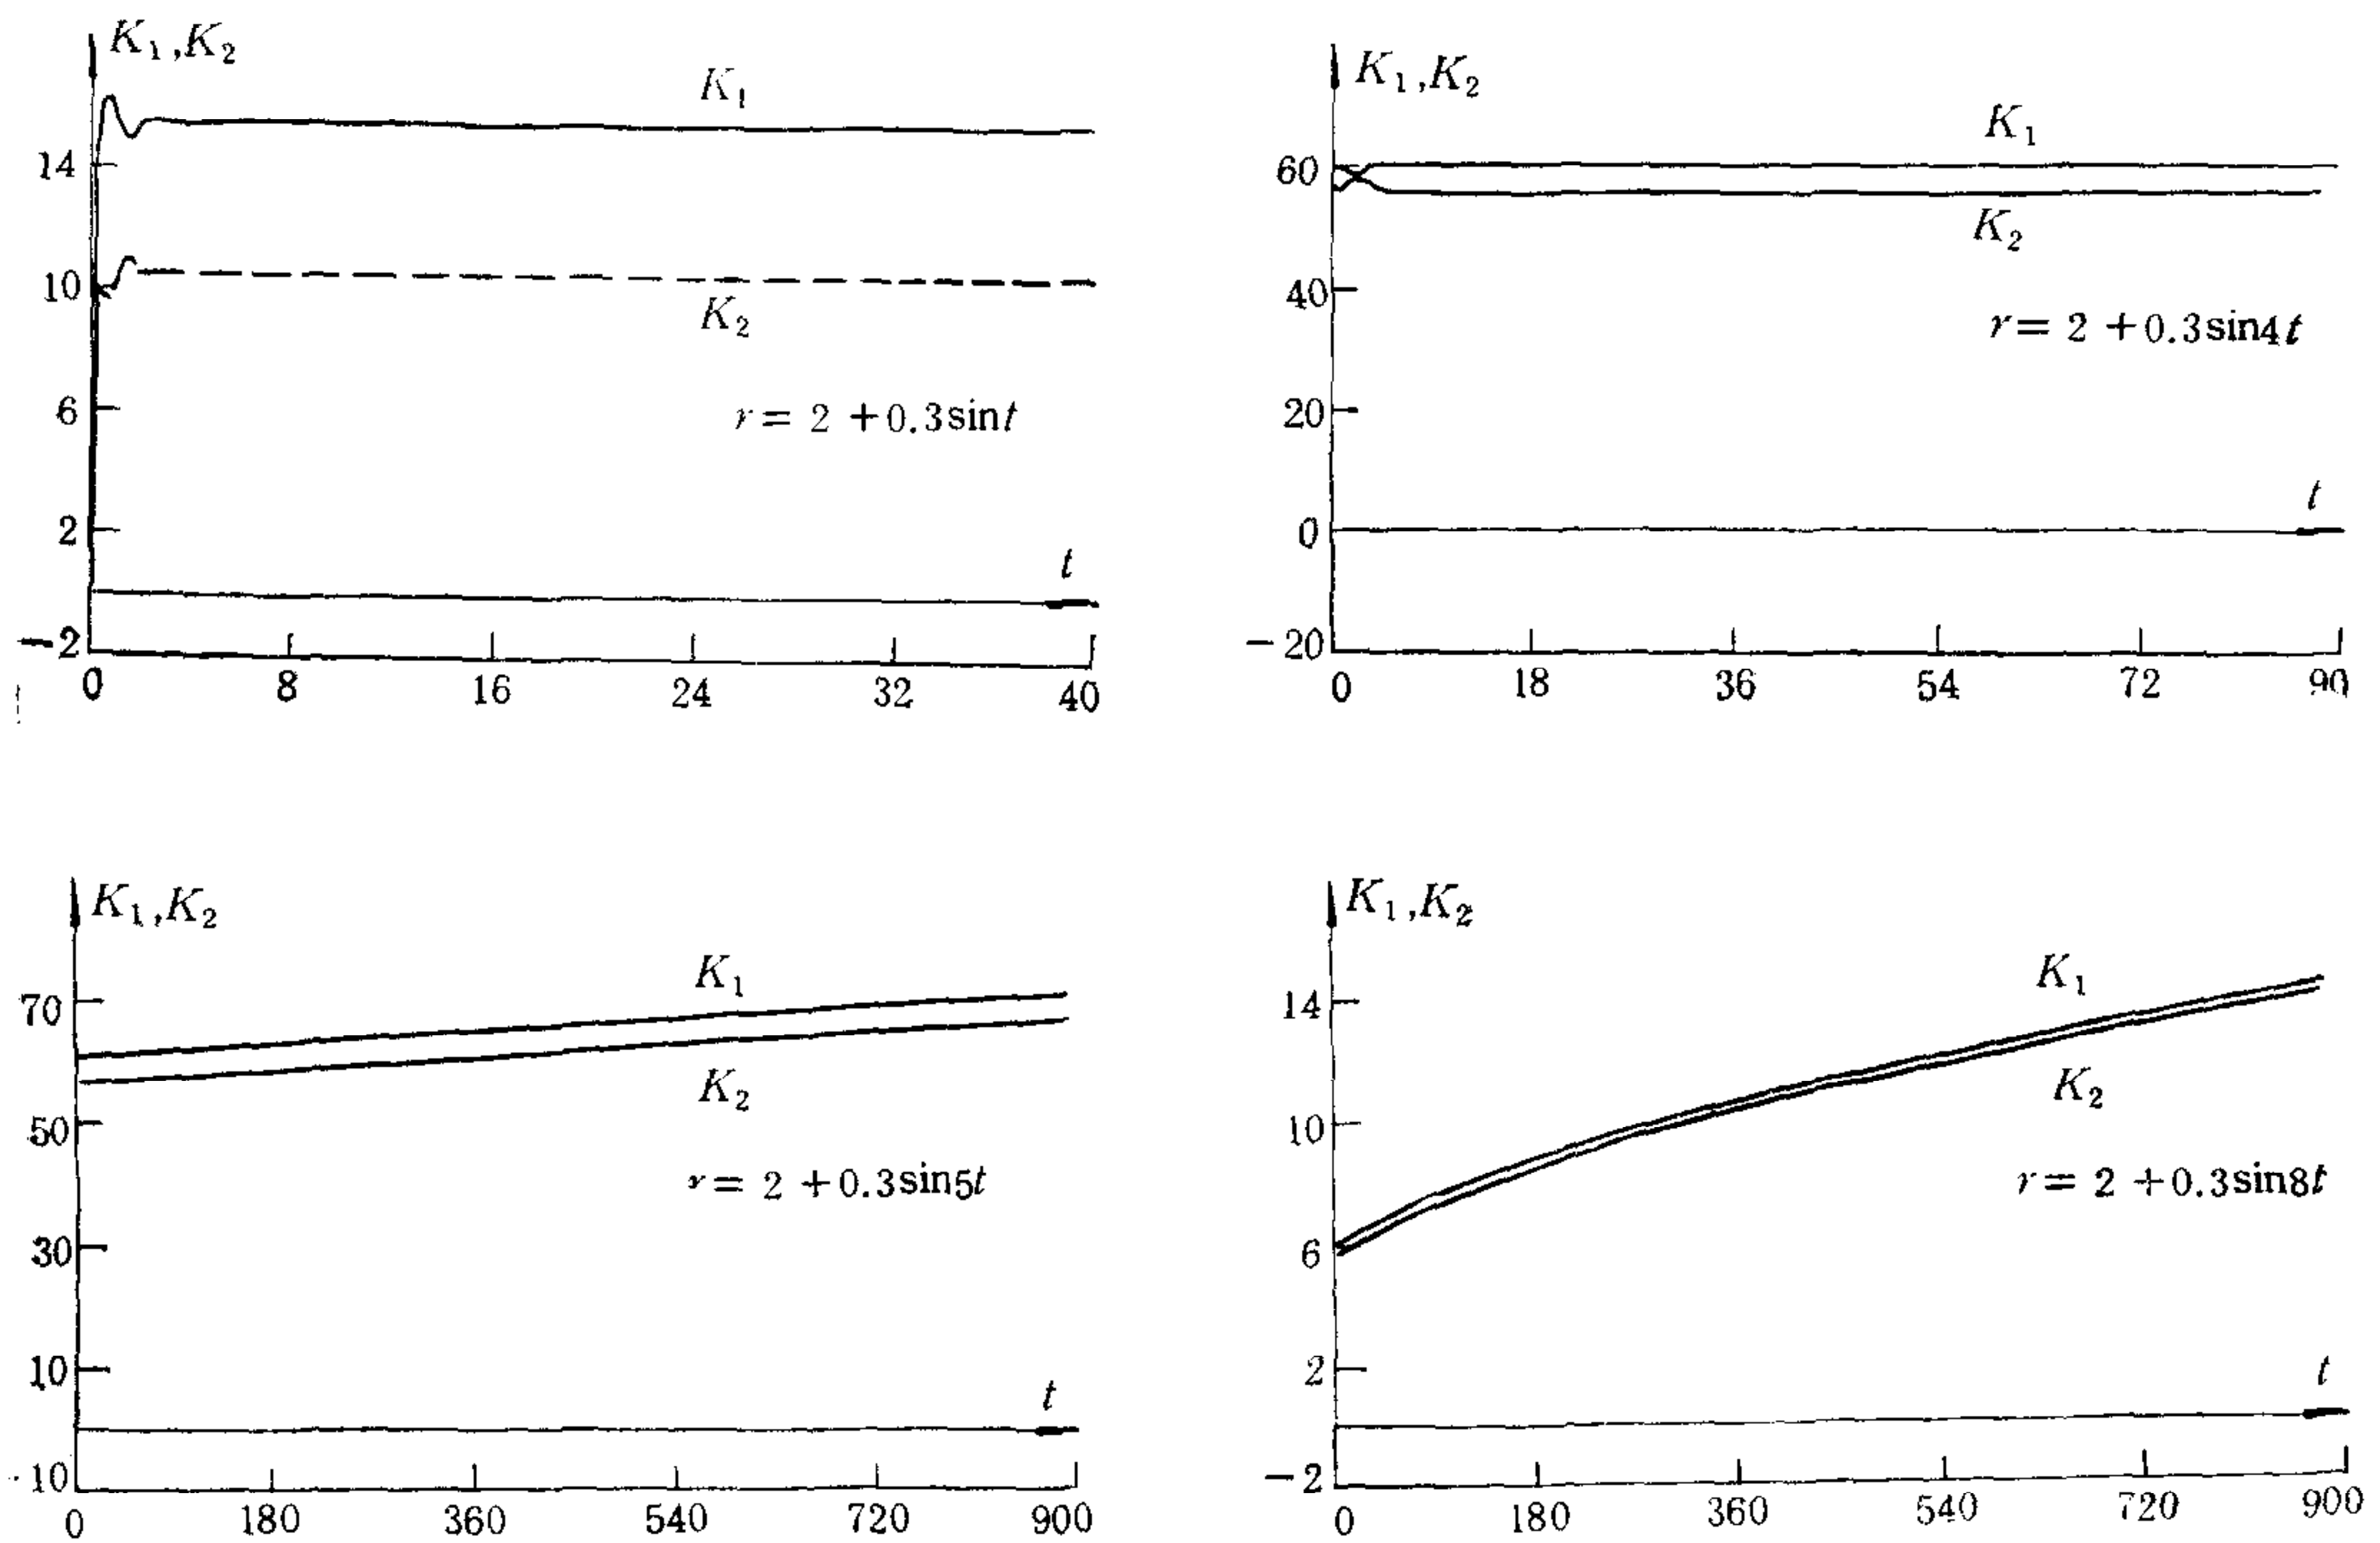 K₁,K₂
K₁
14
10
K₂
6
r= 2 +0.3sint
2
t
−2
0 8 16 24 32 40
K₁,K₂
K₁
60
K₂
40
r= 2 +0.3sin4t
20
t
0
−20
0 18 36 54 72 90
K₁,K₂
K₁
70
K₂
50
r= 2 +0.3sin5t
30
10
t
-10
0 180 360 540 720 900
K₁,K₂
K₁
14
K₂
10
r= 2 +0.3sin8t
6
2
t
−2
0 180 360 540 720 900